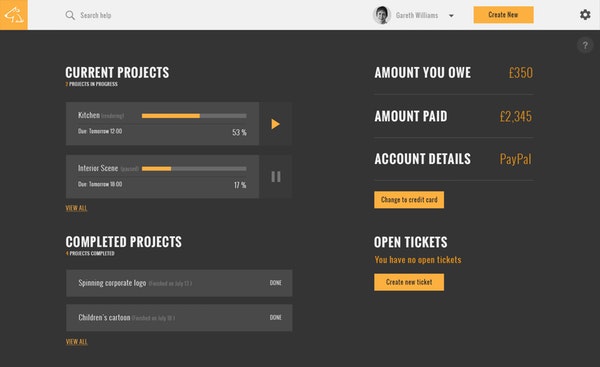 Search help
Gareth Williams
Create New
?
CURRENT PROJECTS
2 PROJECTS IN PROGRESS
Kitchen (rendering)
Due: Tomorrow 12:00
53 %
Interior Scene (paused)
Due: Tomorrow 18:00
17 %
VIEW ALL
COMPLETED PROJECTS
4 PROJECTS COMPLETED
Spinning corporate logo (Finished on July 11)
DONE
Children's cartoon (Finished on July 10)
DONE
VIEW ALL
AMOUNT YOU OWE £350
AMOUNT PAID £2,345
ACCOUNT DETAILS PayPal
Change to credit card
OPEN TICKETS
You have no open tickets
Create new ticket